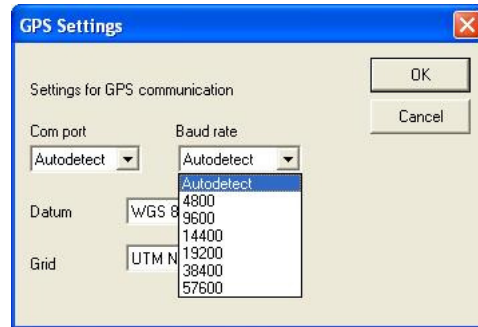 GPS Settings
OK
Settings for GPS communication
Cancel
Com port Baud rate
Autodetect Autodetect
Autodetect
4800
Datum WGS 8
9600
14400
Grid UTM N
19200
38400
57600